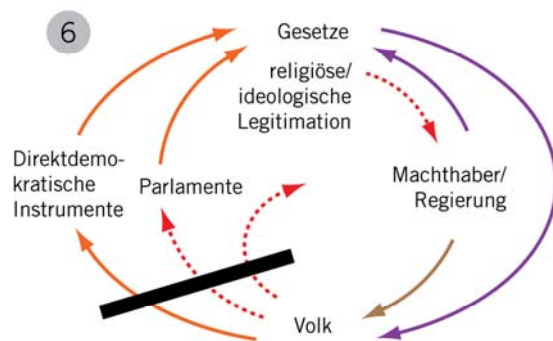 6
Gesetze
religiöse/
ideologische
Legitimation
Direktdemo-
kratische
Instrumente
Parlamente
Machthaber/
Regierung
Volk